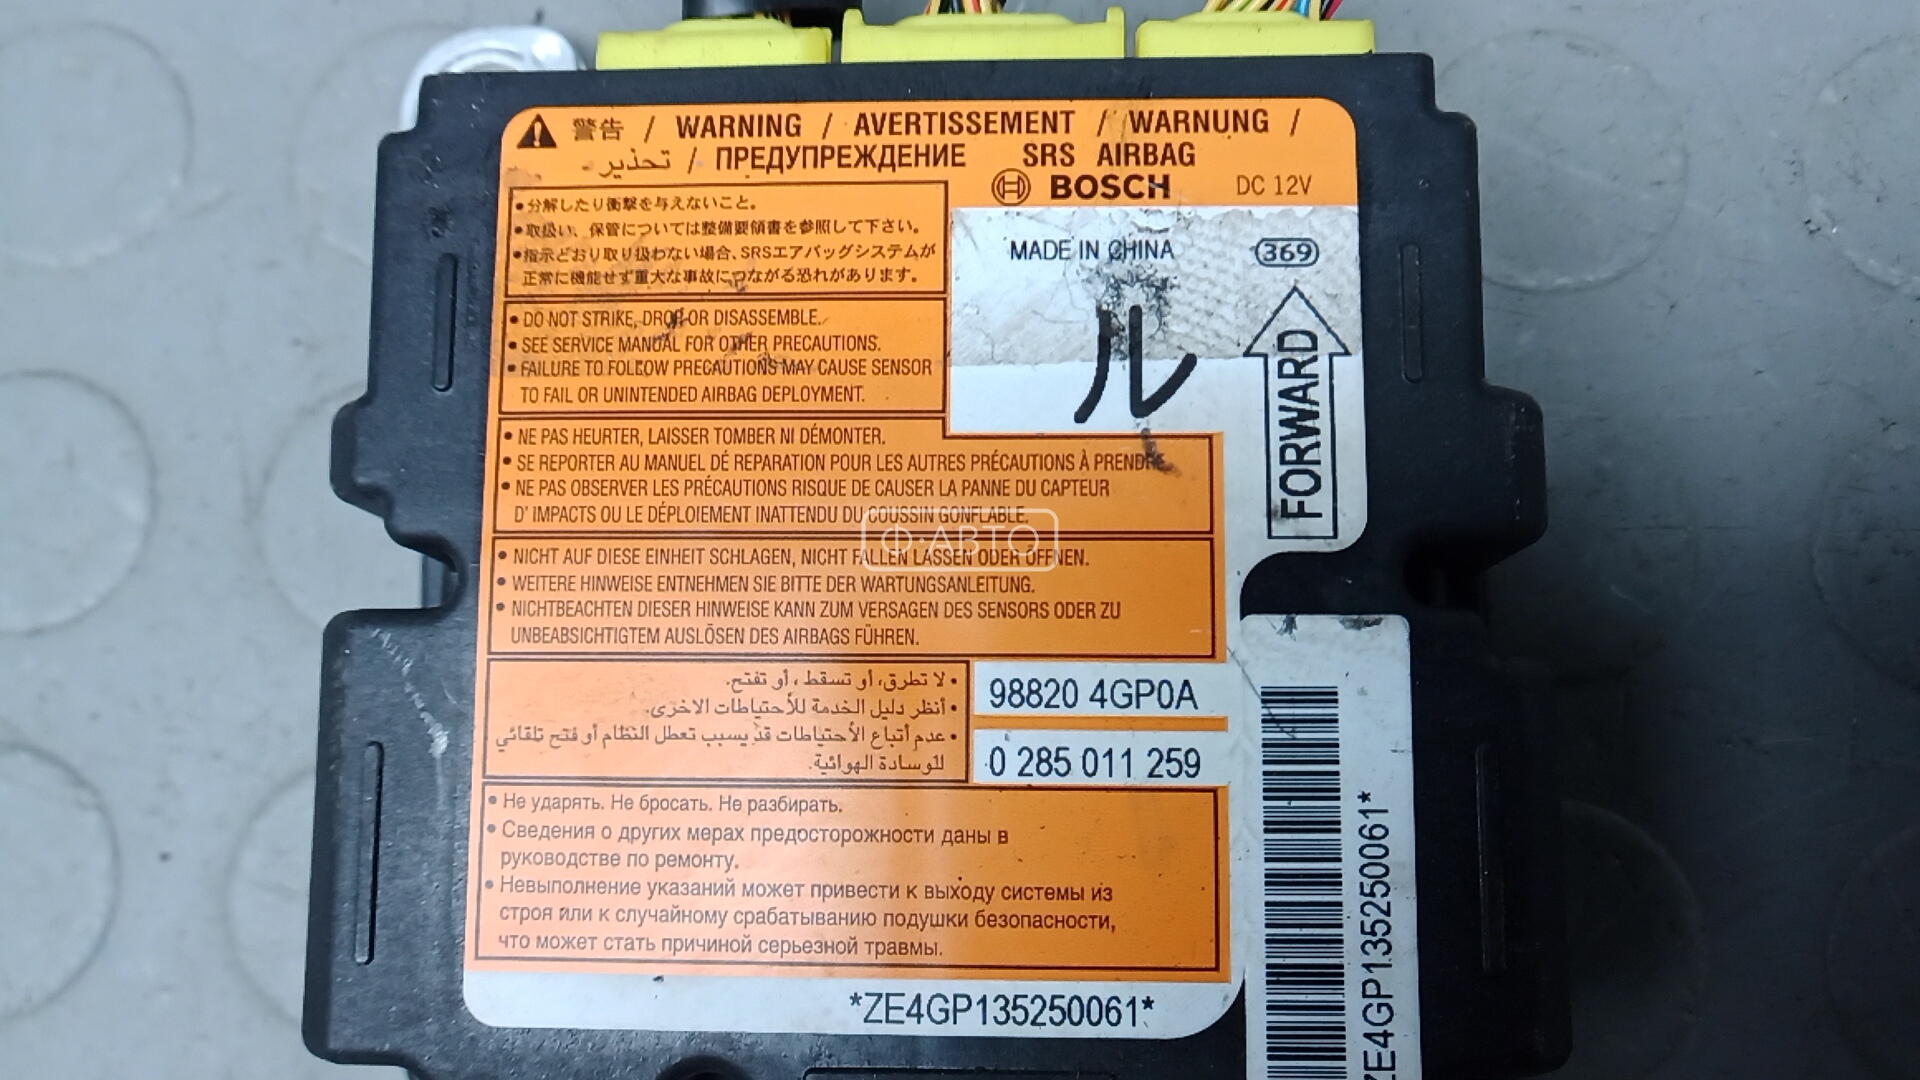 警告 / WARNING / AVERTISSEMENT / WARNUNG /
تحذير / ПРЕДУПРЕЖДЕНИЕ SRS AIRBAG
BOSCH DC 12V
•分解したり衝撃を与えないこと。
•取扱い、保管については整備要領書を参照して下さい。
•指示どおり取り扱わない場合、SRSエアバッグシステムが
正常に機能せず重大な事故につながる恐れがあります。
MADE IN CHINA 369
ル
FORWARD
• DO NOT STRIKE, DROP OR DISASSEMBLE.
• SEE SERVICE MANUAL FOR OTHER PRECAUTIONS.
• FAILURE TO FOLLOW PRECAUTIONS MAY CAUSE SENSOR
TO FAIL OR UNINTENDED AIRBAG DEPLOYMENT.
• NE PAS HEURTER, LAISSER TOMBER NI DÉMONTER.
• SE REPORTER AU MANUEL DÉ REPARATION POUR LES AUTRES PRÉCAUTIONS À PRENDRE
• NE PAS OBSERVER LES PRÉCAUTIONS RISQUE DE CAUSER LA PANNE DU CAPTEUR
D' IMPACTS OU LE DÉPLOIEMENT INATTENDU DU COUSSIN GONFLABLE.
Ф·АВТО
• NICHT AUF DIESE EINHEIT SCHLAGEN, NICHT FALLEN LASSEN ODER ÖFFNEN.
• WEITERE HINWEISE ENTNEHMEN SIE BITTE DER WARTUNGSANLEITUNG.
• NICHTBEACHTEN DIESER HINWEISE KANN ZUM VERSAGEN DES SENSORS ODER ZU
UNBEABSICHTIGTEM AUSLÖSEN DES AIRBAGS FÜHREN.
• لا تطرق، أو تسقط، أو تفتح.
• أنظر دليل الخدمة للأحتياطات الاخرى.
• عدم أتباع الأحتياطات قد يسبب تعطل النظام أو فتح تلقائي
للوسادة الهوائية.
98820 4GP0A
0 285 011 259
• Не ударять. Не бросать. Не разбирать.
• Сведения о других мерах предосторожности даны в
руководстве по ремонту.
• Невыполнение указаний может привести к выходу системы из
строя или к случайному срабатыванию подушки безопасности,
что может стать причиной серьезной травмы.
*ZE4GP135250061*
ZE4GP135250061*